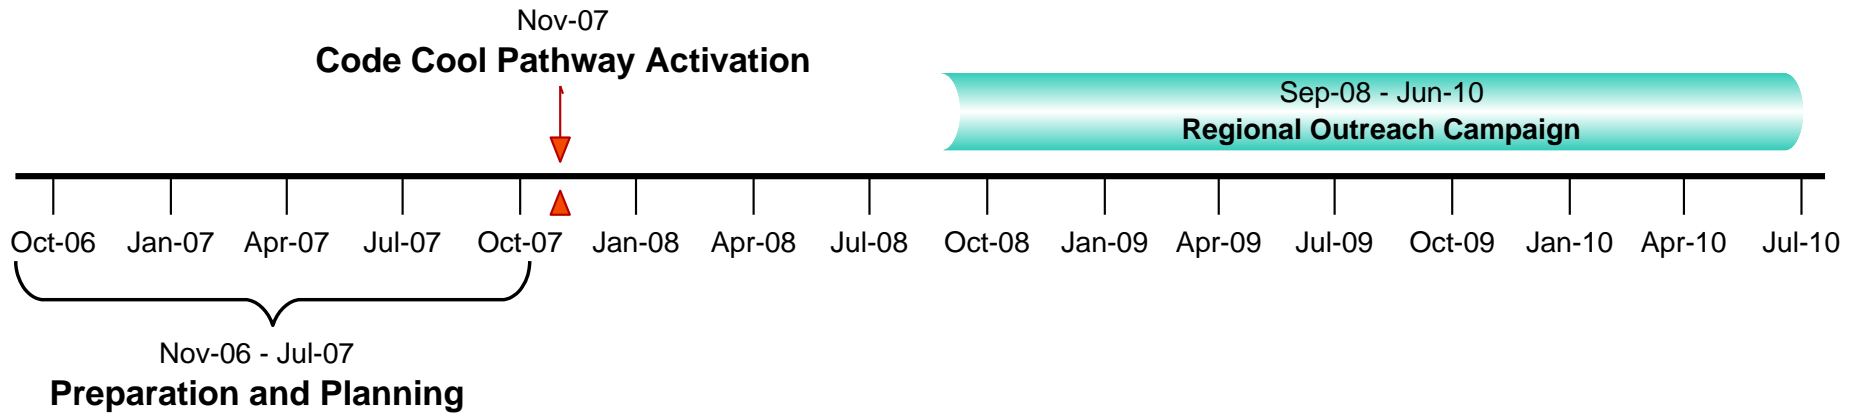 Nov-07
Code Cool Pathway Activation
Sep-08 - Jun-10
Regional Outreach Campaign
Oct-06 Jan-07 Apr-07 Jul-07 Oct-07 Jan-08 Apr-08 Jul-08 Oct-08 Jan-09 Apr-09 Jul-09 Oct-09 Jan-10 Apr-10 Jul-10
Nov-06 - Jul-07
Preparation and Planning